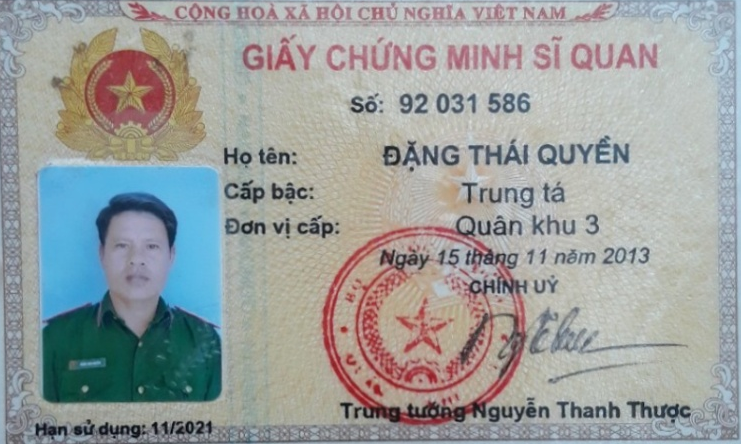 CỘNG HOÀ XÃ HỘI CHỦ NGHĨA VIỆT NAM
GIẤY CHỨNG MINH SĨ QUAN
Số: 92 031 586
Họ tên: ĐẶNG THÁI QUYỀN
Cấp bậc: Trung tá
Đơn vị cấp: Quân khu 3
Ngày 15 tháng 11 năm 2013
CHÍNH UỶ
Trung tướng Nguyễn Thanh Thược
Hạn sử dụng: 11/2021